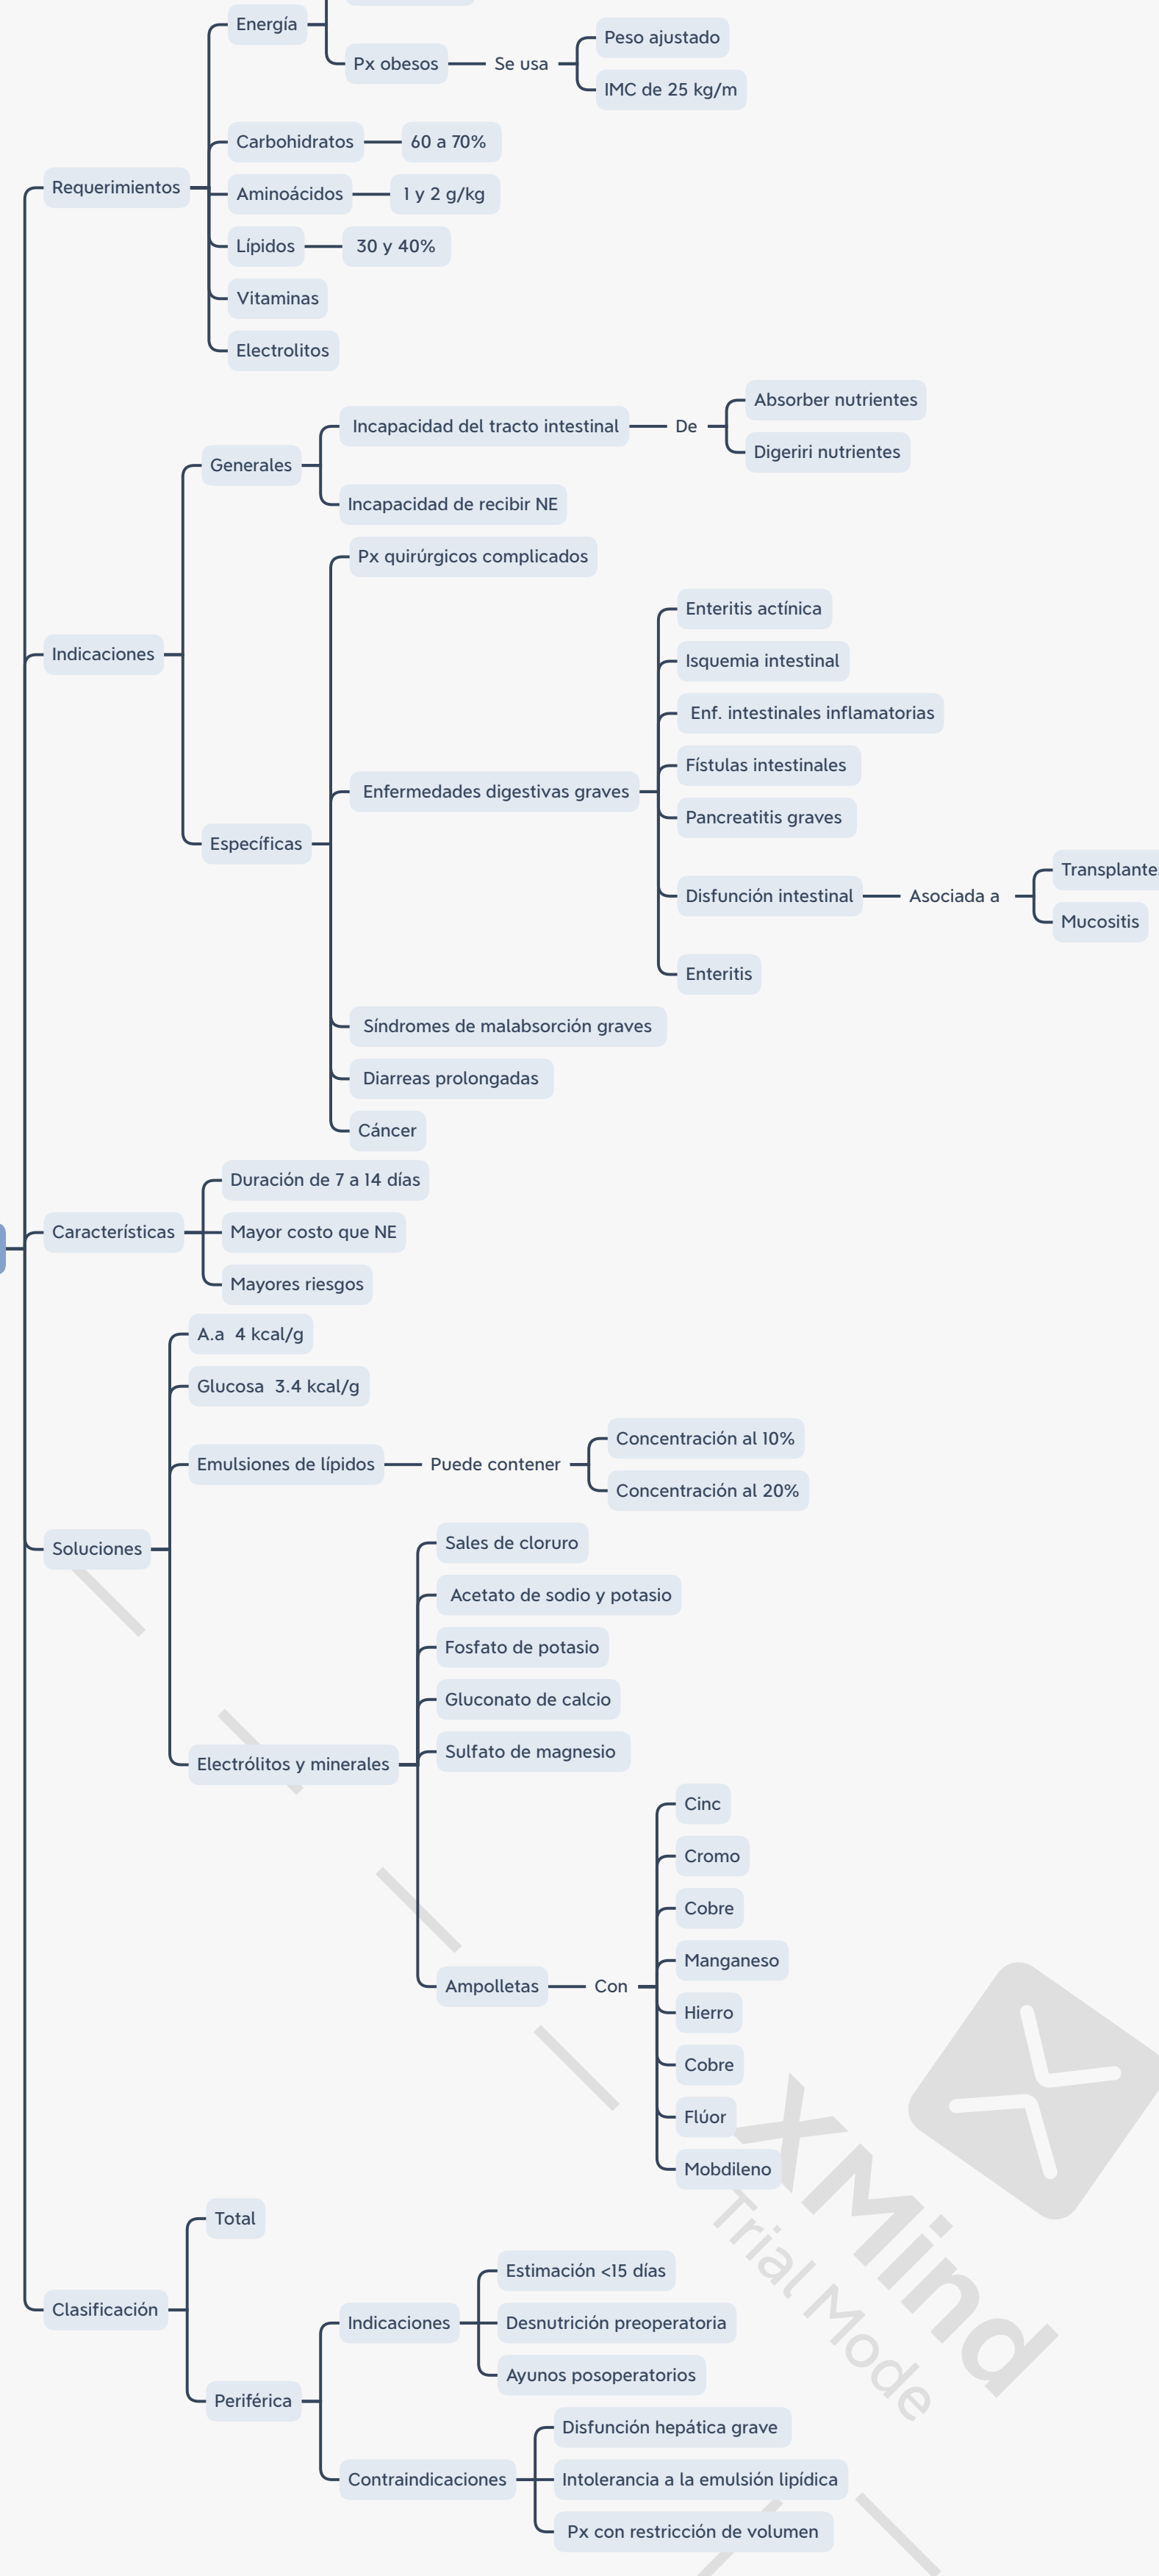 Energía
Px obesos
Se usa
Peso ajustado
IMC de 25 kg/m
Requerimientos
Carbohidratos
60 a 70%
Aminoácidos
1 y 2 g/kg
Lípidos
30 y 40%
Vitaminas
Electrolitos
Indicaciones
Generales
Incapacidad del tracto intestinal
De
Absorber nutrientes
Digeriri nutrientes
Incapacidad de recibir NE
Específicas
Px quirúrgicos complicados
Enfermedades digestivas graves
Enteritis actínica
Isquemia intestinal
Enf. intestinales inflamatorias
Fístulas intestinales
Pancreatitis graves
Disfunción intestinal
Asociada a
Transplantes
Mucositis
Enteritis
Síndromes de malabsorción graves
Diarreas prolongadas
Cáncer
Características
Duración de 7 a 14 días
Mayor costo que NE
Mayores riesgos
Soluciones
A.a 4 kcal/g
Glucosa 3.4 kcal/g
Emulsiones de lípidos
Puede contener
Concentración al 10%
Concentración al 20%
Electrólitos y minerales
Sales de cloruro
Acetato de sodio y potasio
Fosfato de potasio
Gluconato de calcio
Sulfato de magnesio
Ampolletas
Con
Cinc
Cromo
Cobre
Manganeso
Hierro
Cobre
Flúor
Mobdileno
Clasificación
Total
Periférica
Indicaciones
Estimación <15 días
Desnutrición preoperatoria
Ayunos posoperatorios
Contraindicaciones
Disfunción hepática grave
Intolerancia a la emulsión lipídica
Px con restricción de volumen
XMind
Trial Mode